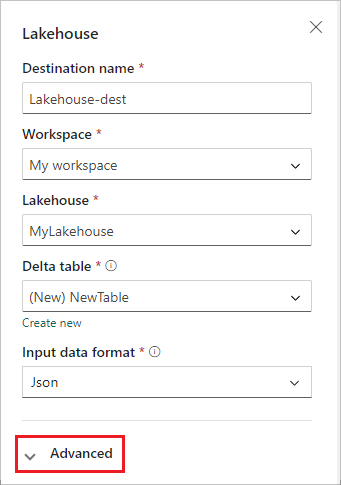 Lakehouse
Destination name *
Lakehouse-dest
Workspace *
My workspace
Lakehouse *
MyLakehouse
Delta table *
(New) NewTable
Create new
Input data format *
Json
Advanced